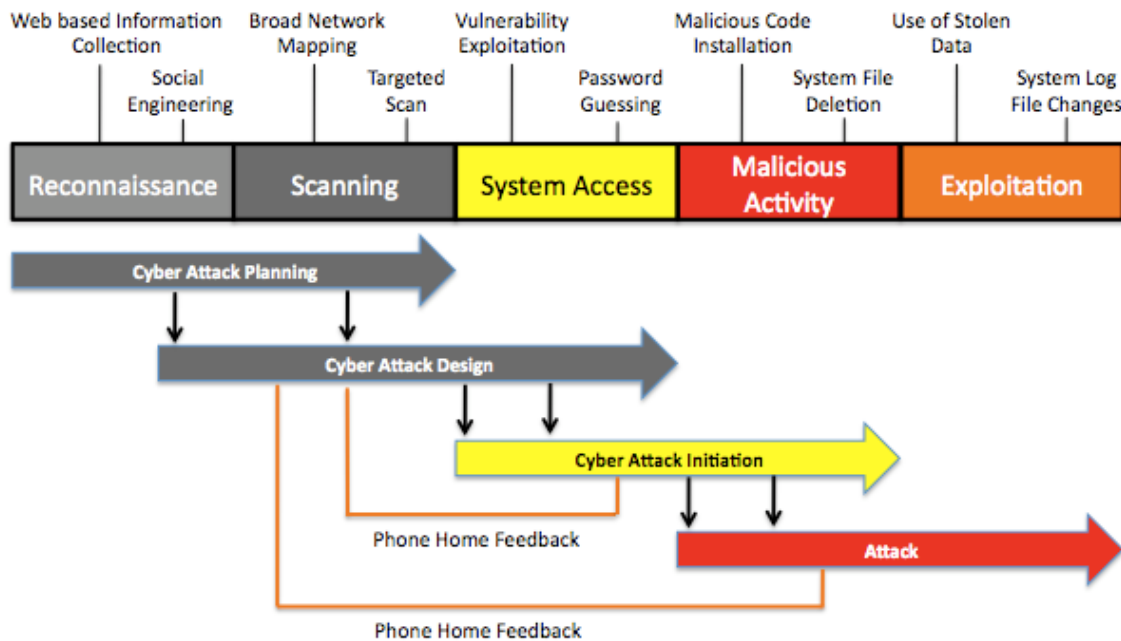 Web based Information
Collection
Social
Engineering
Broad Network
Mapping
Targeted
Scan
Vulnerability
Exploitation
Password
Guessing
Malicious Code
Installation
System File
Deletion
Use of Stolen
Data
System Log
File Changes
Reconnaissance
Scanning
System Access
Malicious
Activity
Exploitation
Cyber Attack Planning
Cyber Attack Design
Cyber Attack Initiation
Phone Home Feedback
Attack
Phone Home Feedback